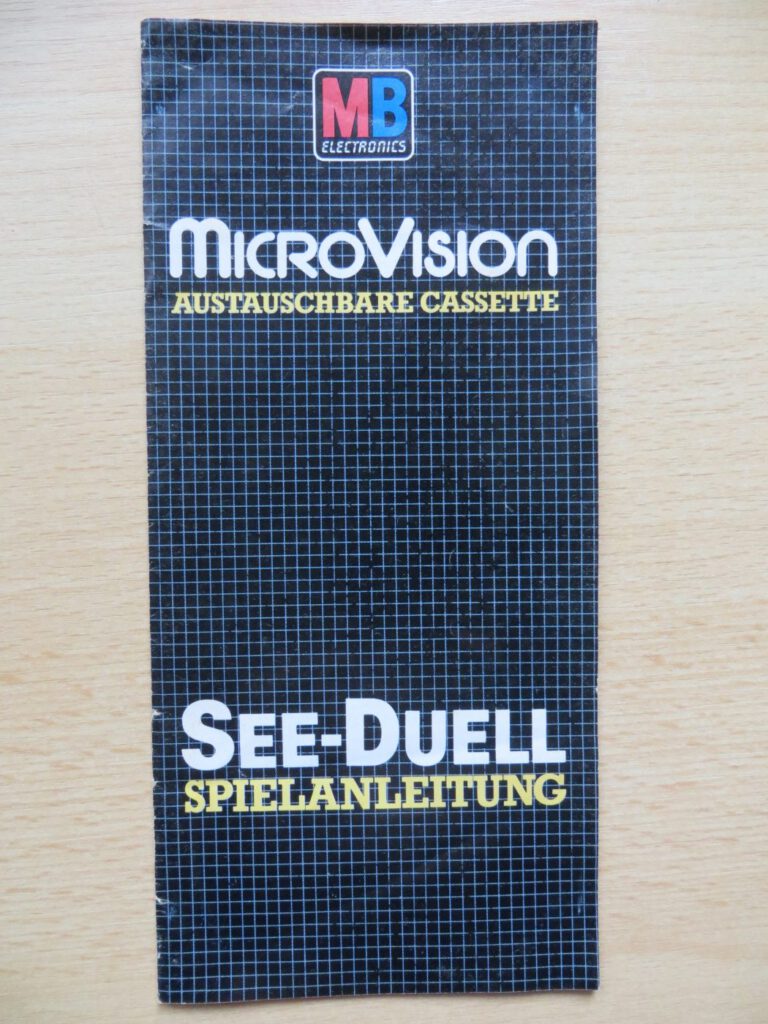 MB
ELECTRONICS
MICROVISION
AUSTAUSCHBARE CASSETTE
SEE-DUELL
SPIELANLEITUNG